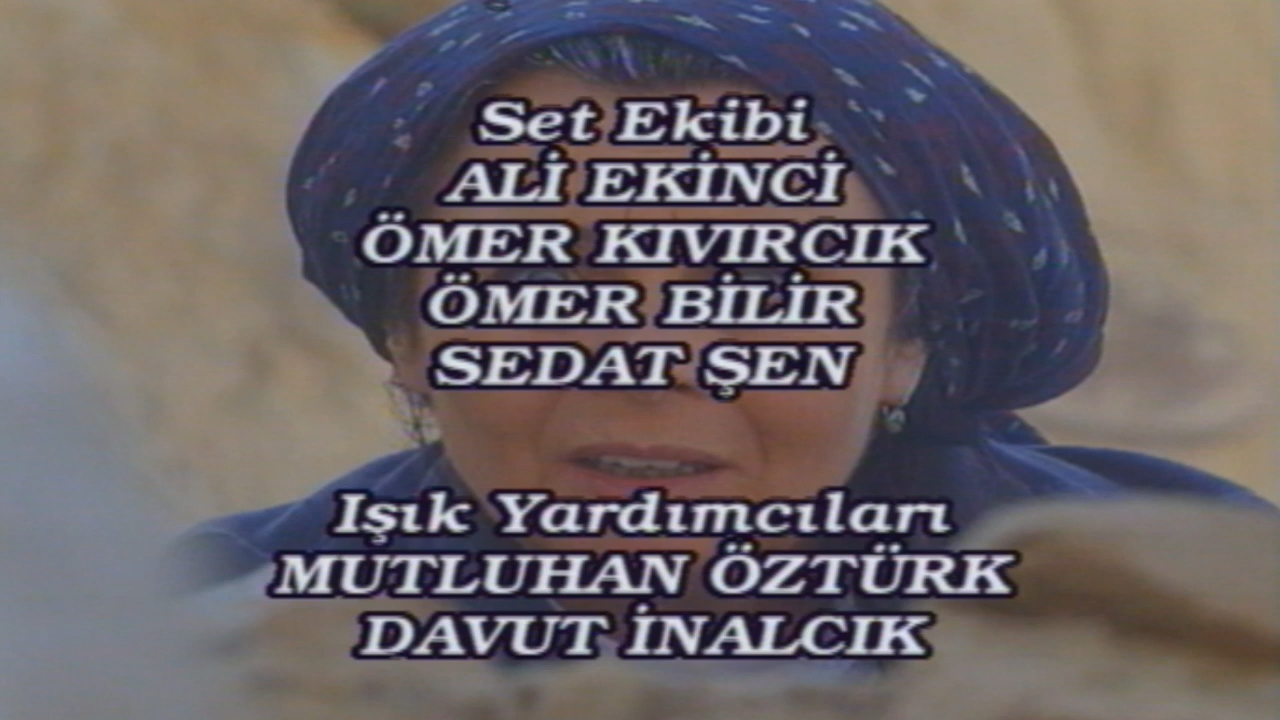 Set Ekibi
ALİ EKİNCİ
ÖMER KIVIRCIK
ÖMER BİLİR
SEDAT ŞEN
Işık Yardımcıları
MUTLUHAN ÖZTÜRK
DAVUT İNALCIK